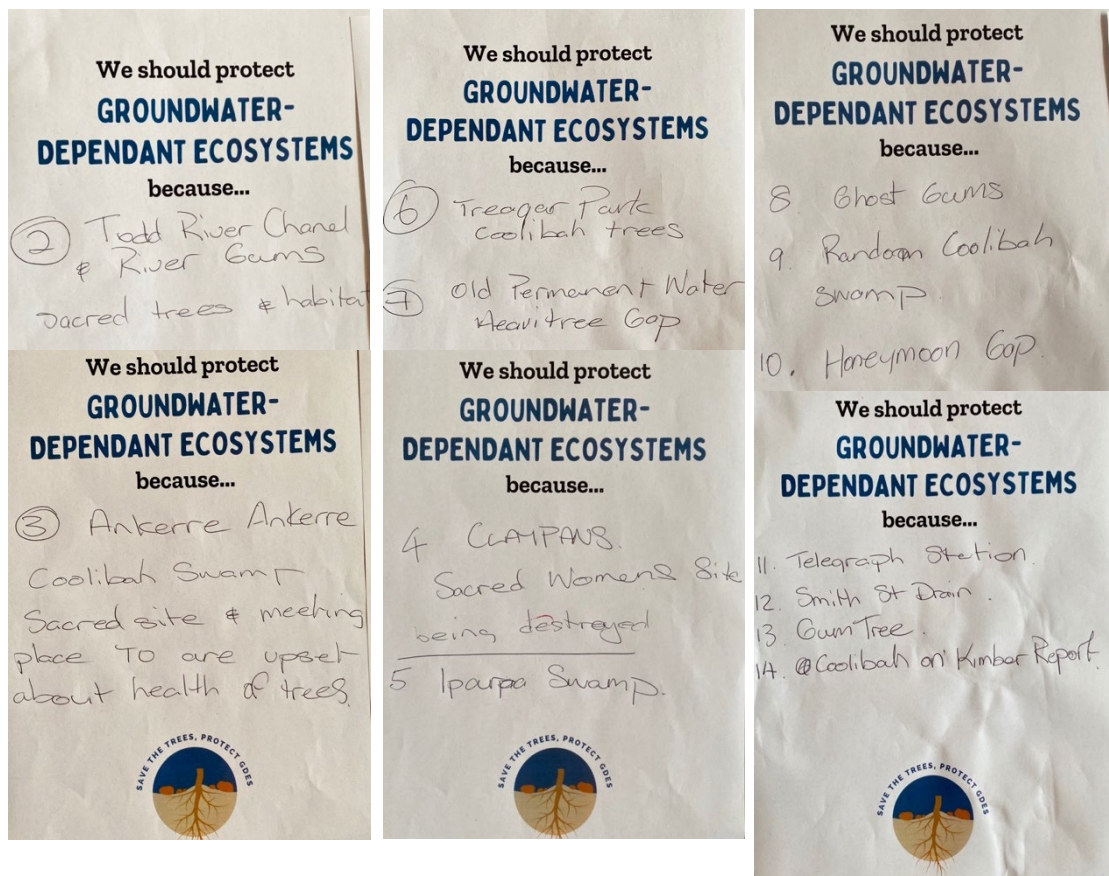 We should protect
GROUNDWATER-
DEPENDANT ECOSYSTEMS
because...
2 Todd River Chanel
& River Gums
sacred trees & habitat
We should protect
GROUNDWATER-
DEPENDANT ECOSYSTEMS
because...
6 Treager Park
Coolibah trees
7 Old Permanent Water
Heavitree Gap
We should protect
GROUNDWATER-
DEPENDANT ECOSYSTEMS
because...
8 Ghost Gums
9. Random Coolibah
swamp.
10. Honeymoon Gap.
We should protect
GROUNDWATER-
DEPENDANT ECOSYSTEMS
because...
3 Ankerre Ankerre
Coolibah Swamp
Sacred site & meeting
place TO are upset
about health of trees.
SAVE THE TREES, PROTECT GDES
We should protect
GROUNDWATER-
DEPENDANT ECOSYSTEMS
because...
4 CLAYPANS.
Sacred Womens Site
being destroyed
5 Iparpa Swamp.
SAVE THE TREES, PROTECT GDES
We should protect
GROUNDWATER-
DEPENDANT ECOSYSTEMS
because...
11. Telegraph Station.
12. Smith St Drain.
13. Gum Tree.
14. Coolibah on Kimbar Report.
SAVE THE TREES, PROTECT GDES